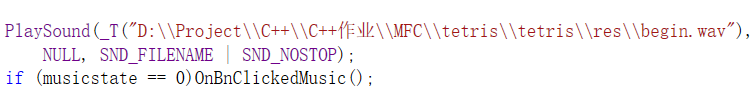 PlaySound(_T("D:\\Project\\C++\\C++作业\\MFC\\tetris\\tetris\\res\\begin.wav"),
NULL, SND_FILENAME | SND_NOSTOP);
if (musicstate == 0)OnBnClickedMusic();